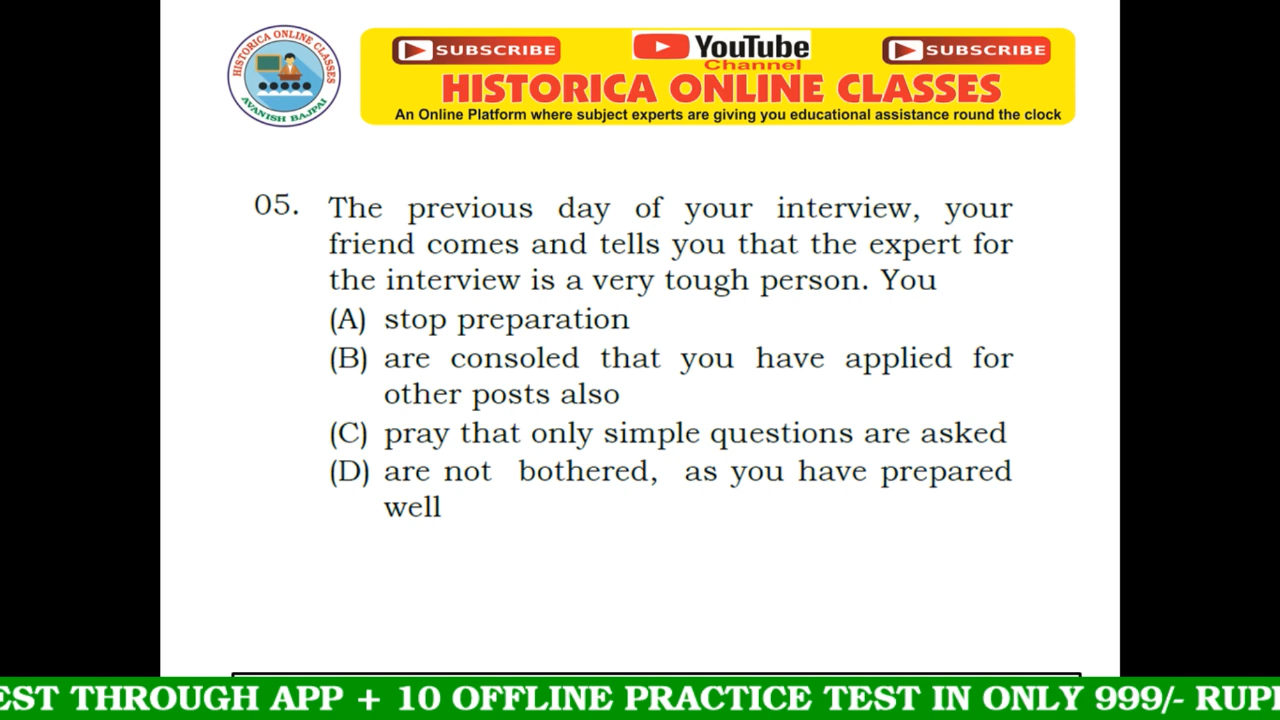 HISTORICA ONLINE CLASSES
AVANISH BAJPAI
SUBSCRIBE
YouTube
Channel
SUBSCRIBE
HISTORICA ONLINE CLASSES
An Online Platform where subject experts are giving you educational assistance round the clock
05. The previous day of your interview, your
friend comes and tells you that the expert for
the interview is a very tough person. You
(A) stop preparation
(B) are consoled that you have applied for
other posts also
(C) pray that only simple questions are asked
(D) are not bothered, as you have prepared
well
EST THROUGH APP + 10 OFFLINE PRACTICE TEST IN ONLY 999/- RUP